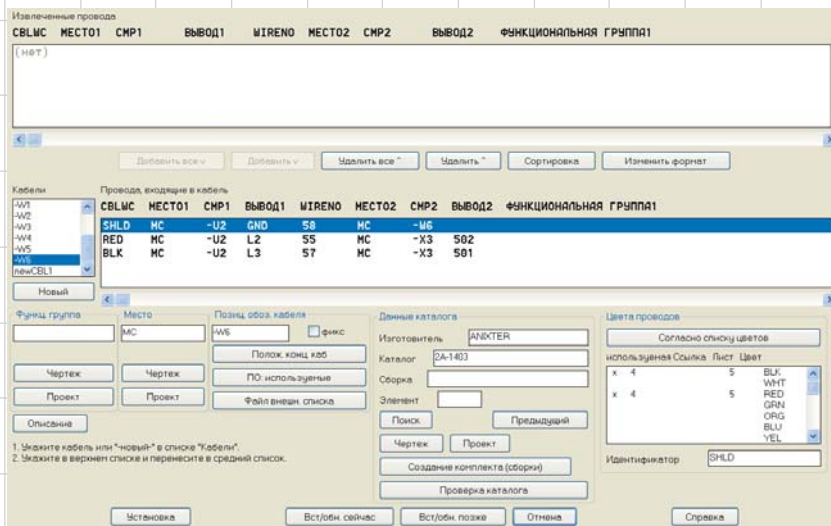 Извлеченные провода
CBLWC МЕСТО1 CMP1 ВЫВОД1 WIRENO МЕСТО2 CMP2 ВЫВОД2 ФУНКЦИОНАЛЬНАЯ ГРУППА1
(нет)
Добавить все v Добавить v Удалить все ^ Удалить ^ Сортировка Изменить формат
Кабели Провода, входящие в кабель
CBLWC МЕСТО1 CMP1 ВЫВОД1 WIRENO МЕСТО2 CMP2 ВЫВОД2 ФУНКЦИОНАЛЬНАЯ ГРУППА1
-W1
-W2
-W3
-W4
-W5
-W6
newCBL1
SHLD MC -U2 GND 58 MC -W6
RED MC -U2 L2 55 MC -X3 502
BLK MC -U2 L3 57 MC -X3 501
Новый
Функц. группа
Чертеж
Проект
Место
MC
Чертеж
Проект
Позиц. обоз. кабеля
-W6 фикс
Полож. конц. каб
ПО: используемые
Файл внешн. списка
Описание
1. Укажите кабель или "-новый-" в списке "Кабели".
2. Укажите в верхнем списке и перенесите в средний список.
Данные каталога
Изготовитель ANIXTER
Каталог 2A-1403
Сборка
Элемент
Поиск Предыдущий
Чертеж Проект
Создание комплекта (сборки)
Проверка каталога
Цвета проводов
Согласно списку цветов
используемая Ссылка Лист Цвет
x 4 5 BLK
WHT
x 4 5 RED
GRN
ORG
BLU
YEL
Идентификатор SHLD
Установка Вст/обн. сейчас Вст/обн. позже Отмена Справка